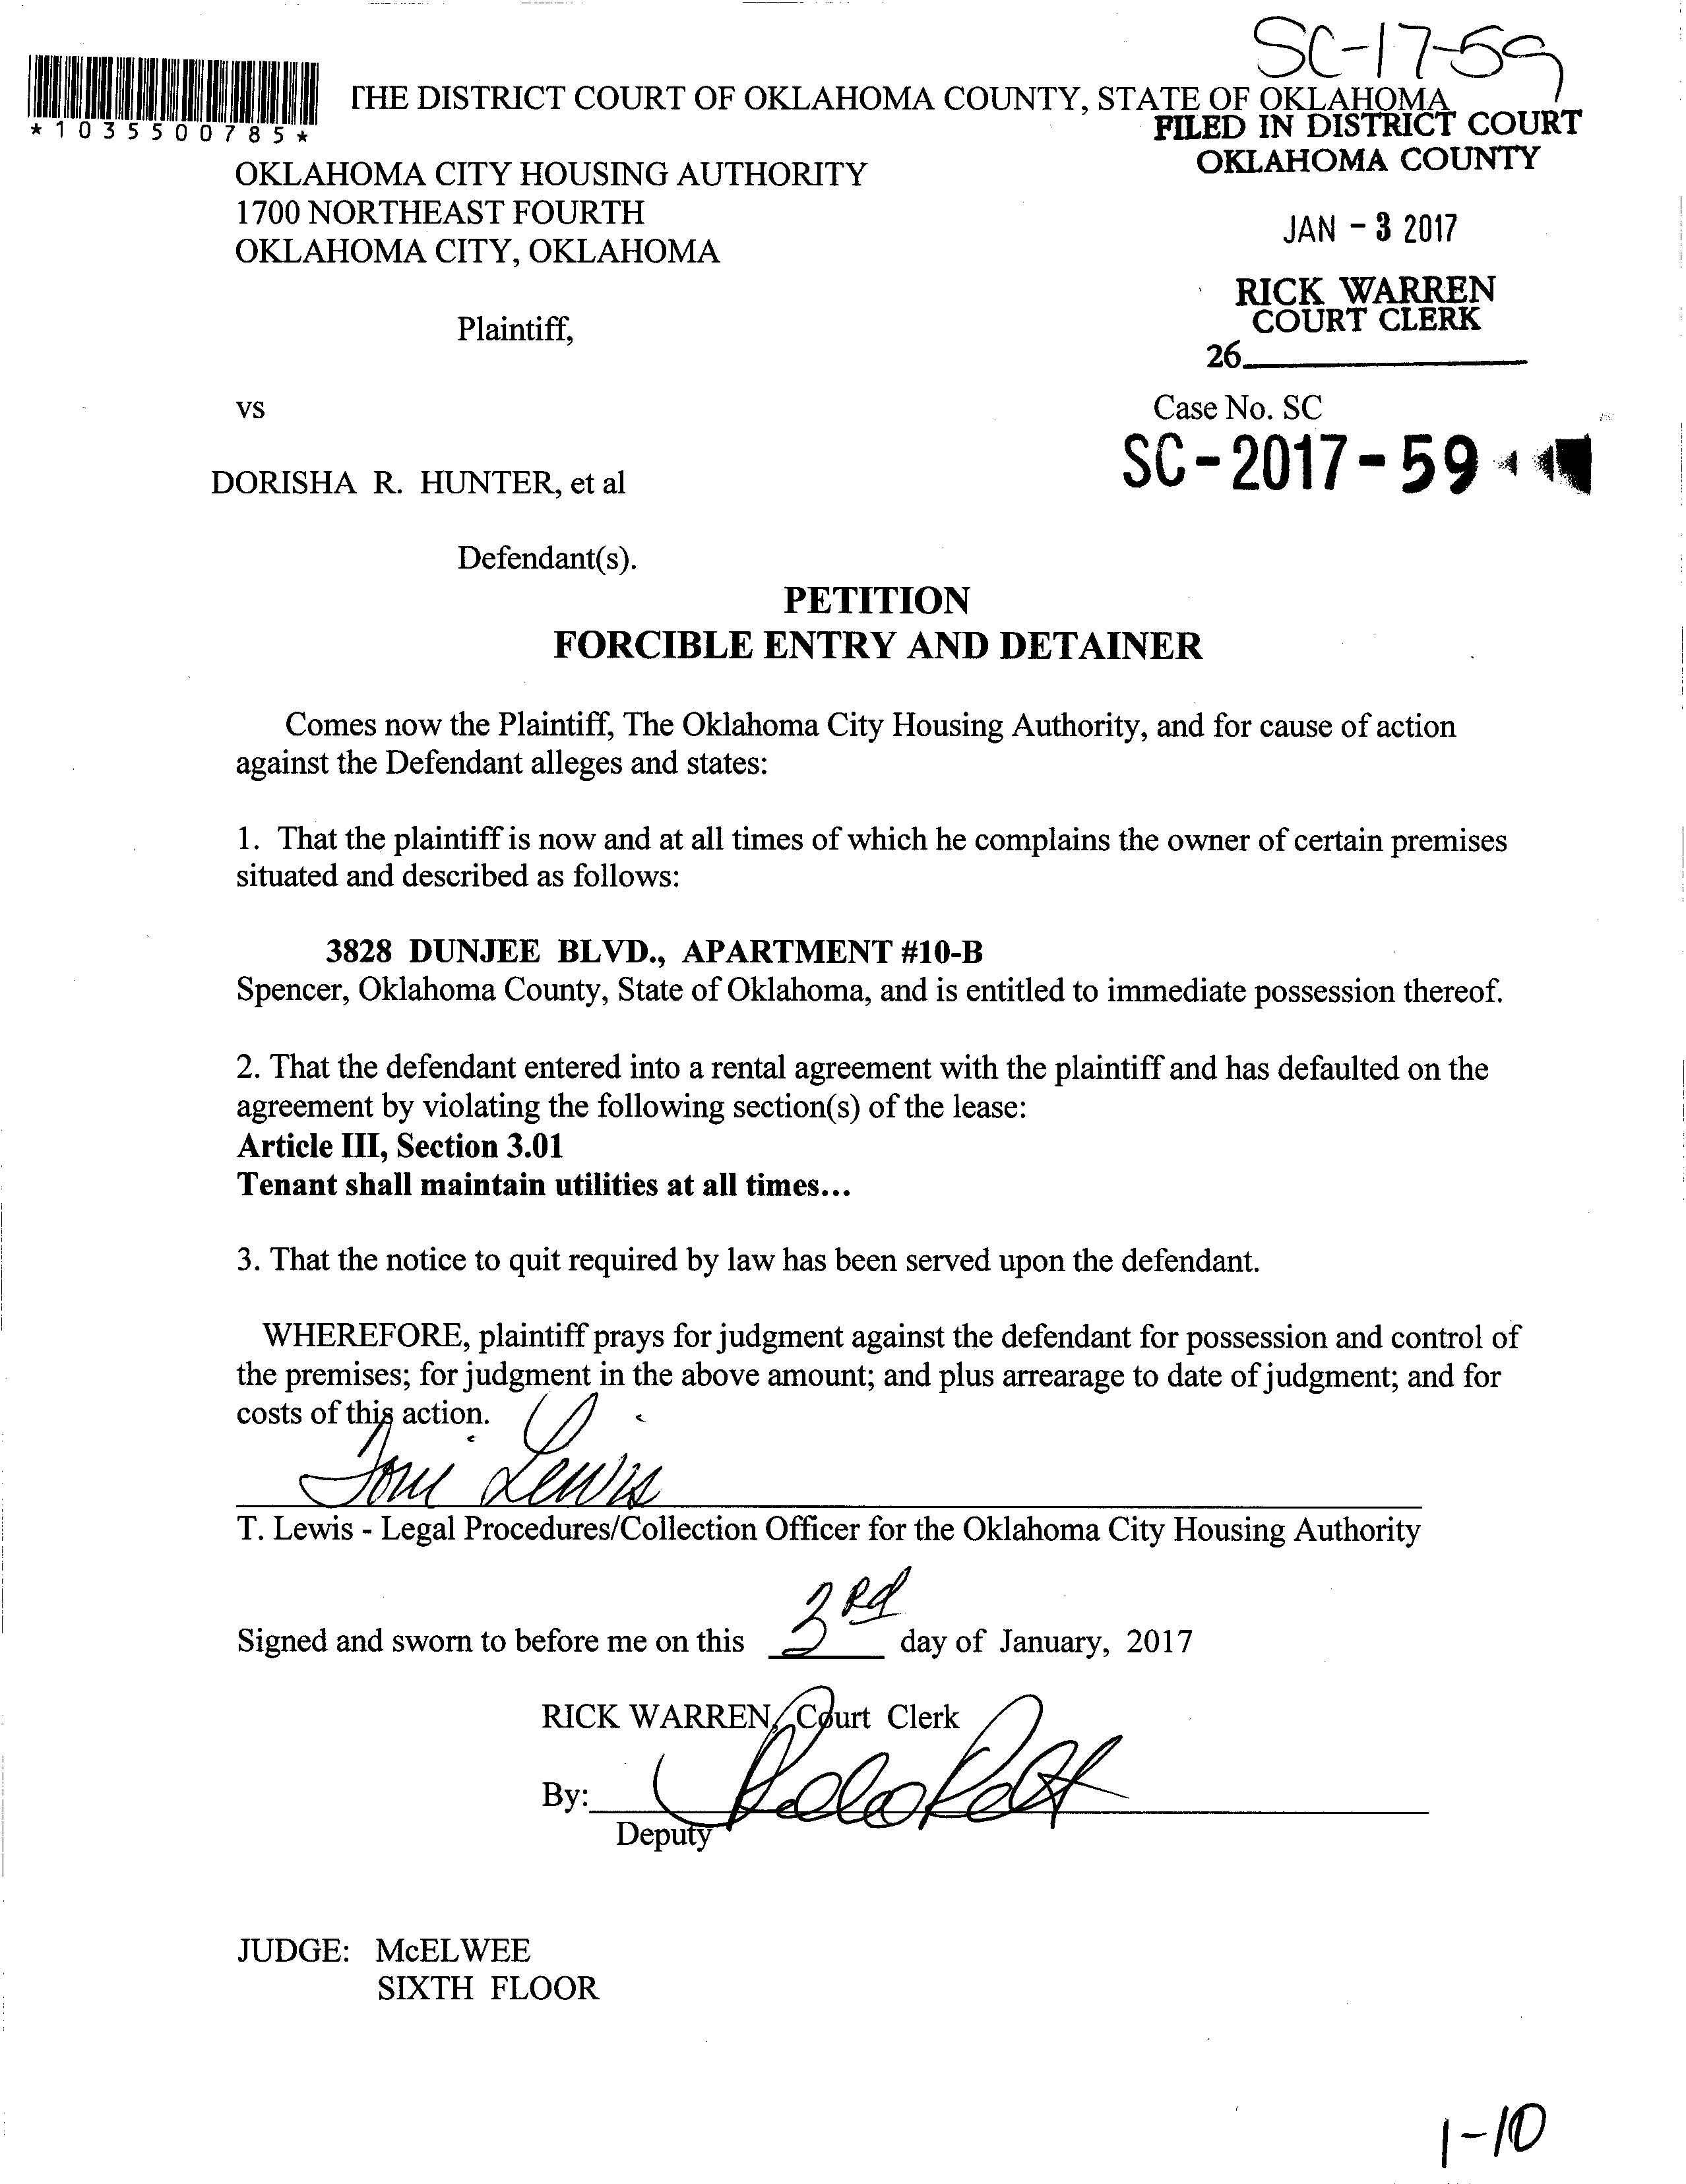 SC-17-59
THE DISTRICT COURT OF OKLAHOMA COUNTY, STATE OF OKLAHOMA
*1035500785*
FILED IN DISTRICT COURT
OKLAHOMA COUNTY
OKLAHOMA CITY HOUSING AUTHORITY
1700 NORTHEAST FOURTH
OKLAHOMA CITY, OKLAHOMA
JAN - 3 2017
RICK WARREN
COURT CLERK
Plaintiff,
26
vs
Case No. SC
SC-2017-59
DORISHA R. HUNTER, et al
Defendant(s).
PETITION
FORCIBLE ENTRY AND DETAINER
Comes now the Plaintiff, The Oklahoma City Housing Authority, and for cause of action
against the Defendant alleges and states:
1. That the plaintiff is now and at all times of which he complains the owner of certain premises
situated and described as follows:
3828 DUNJEE BLVD., APARTMENT #10-B
Spencer, Oklahoma County, State of Oklahoma, and is entitled to immediate possession thereof.
2. That the defendant entered into a rental agreement with the plaintiff and has defaulted on the
agreement by violating the following section(s) of the lease:
Article III, Section 3.01
Tenant shall maintain utilities at all times...
3. That the notice to quit required by law has been served upon the defendant.
WHEREFORE, plaintiff prays for judgment against the defendant for possession and control of
the premises; for judgment in the above amount; and plus arrearage to date of judgment; and for
costs of this action.
Toni Lewis
T. Lewis - Legal Procedures/Collection Officer for the Oklahoma City Housing Authority
Signed and sworn to before me on this 3rd day of January, 2017
RICK WARREN, Court Clerk
By:
Deputy
JUDGE: McELWEE
SIXTH FLOOR
1-10